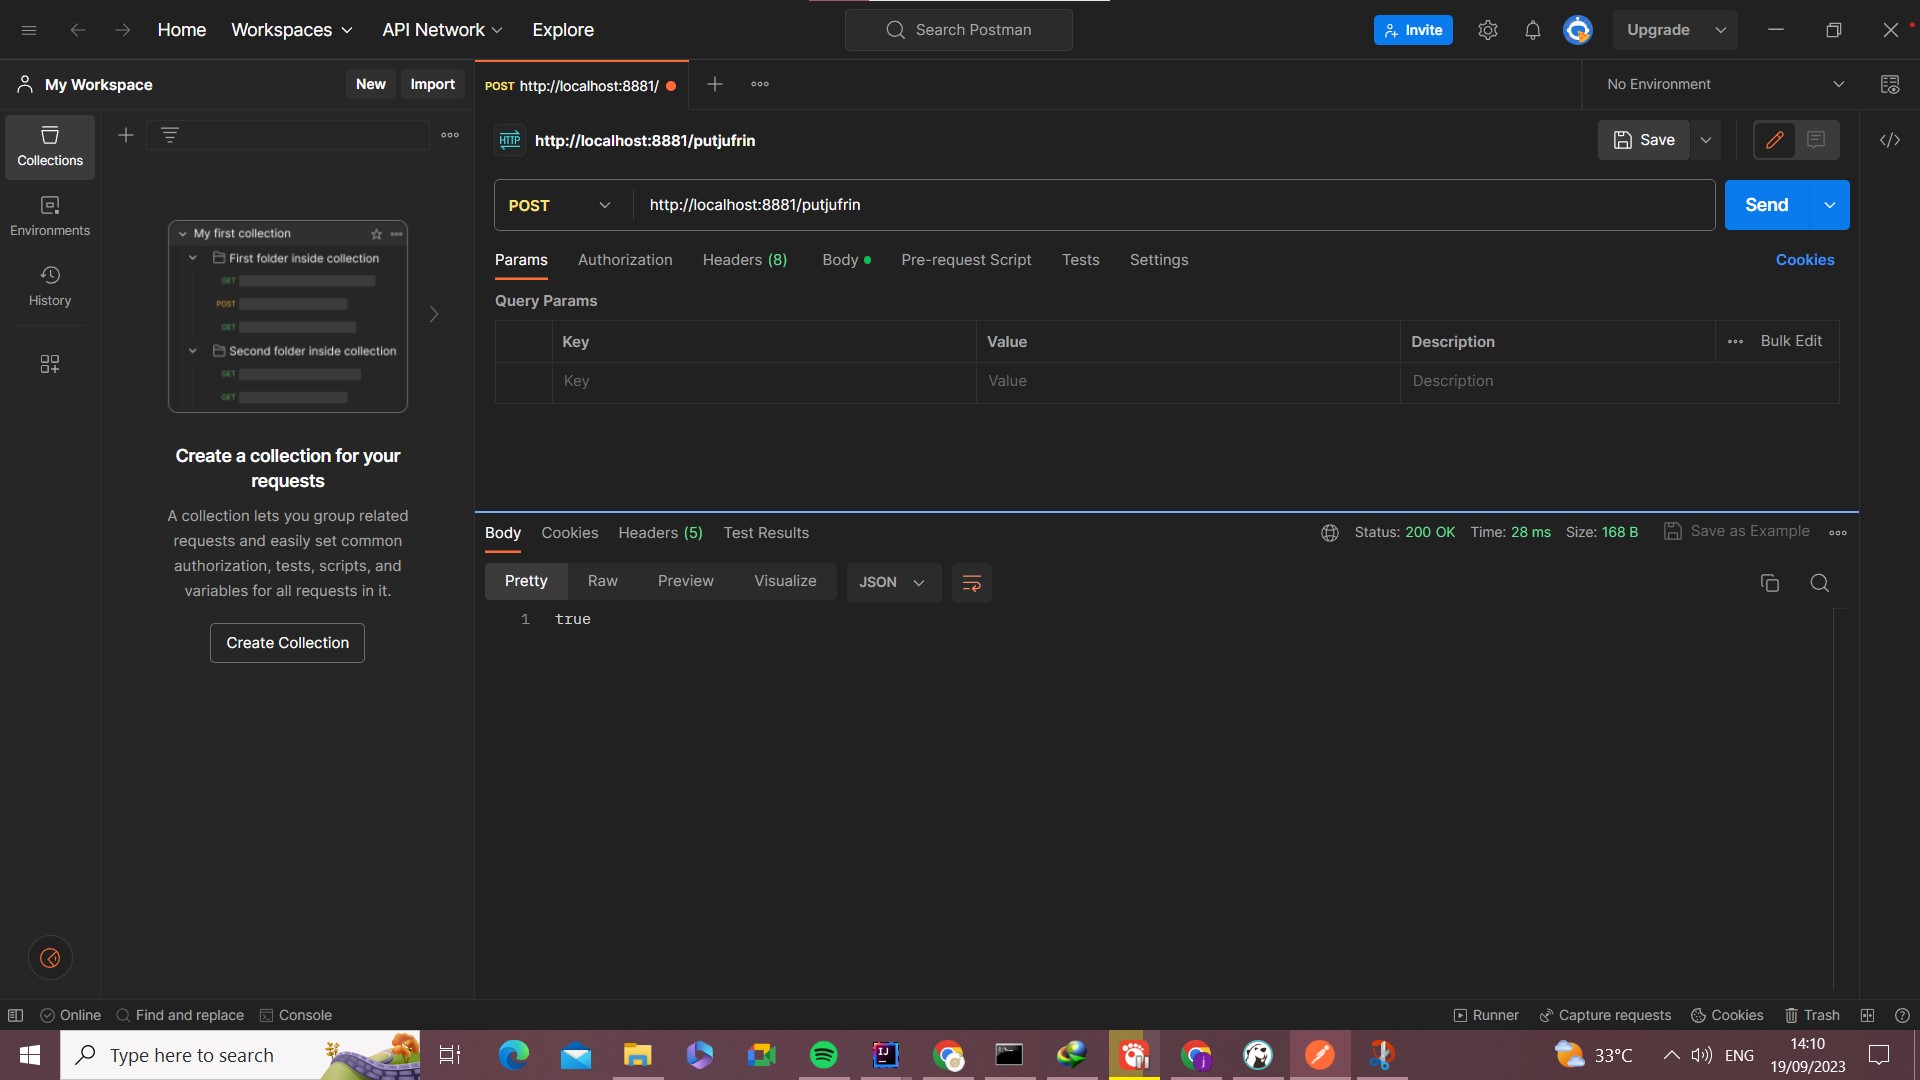 Home Workspaces API Network Explore Search Postman Invite Upgrade
My Workspace New Import POST http://localhost:8881/ No Environment
Collections
Environments
History
My first collection
First folder inside collection
GET
POST
GET
Second folder inside collection
GET
GET
Create a collection for your
requests
A collection lets you group related
requests and easily set common
authorization, tests, scripts, and
variables for all requests in it.
Create Collection
HTTP http://localhost:8881/putjufrin Save
POST http://localhost:8881/putjufrin Send
Params Authorization Headers (8) Body Pre-request Script Tests Settings Cookies
Query Params
Key Value Description Bulk Edit
Key Value Description
Body Cookies Headers (5) Test Results Status: 200 OK Time: 28 ms Size: 168 B Save as Example
Pretty Raw Preview Visualize JSON
1 true
Online Find and replace Console Runner Capture requests Cookies Trash
Type here to search 33°C ENG 14:10
19/09/2023